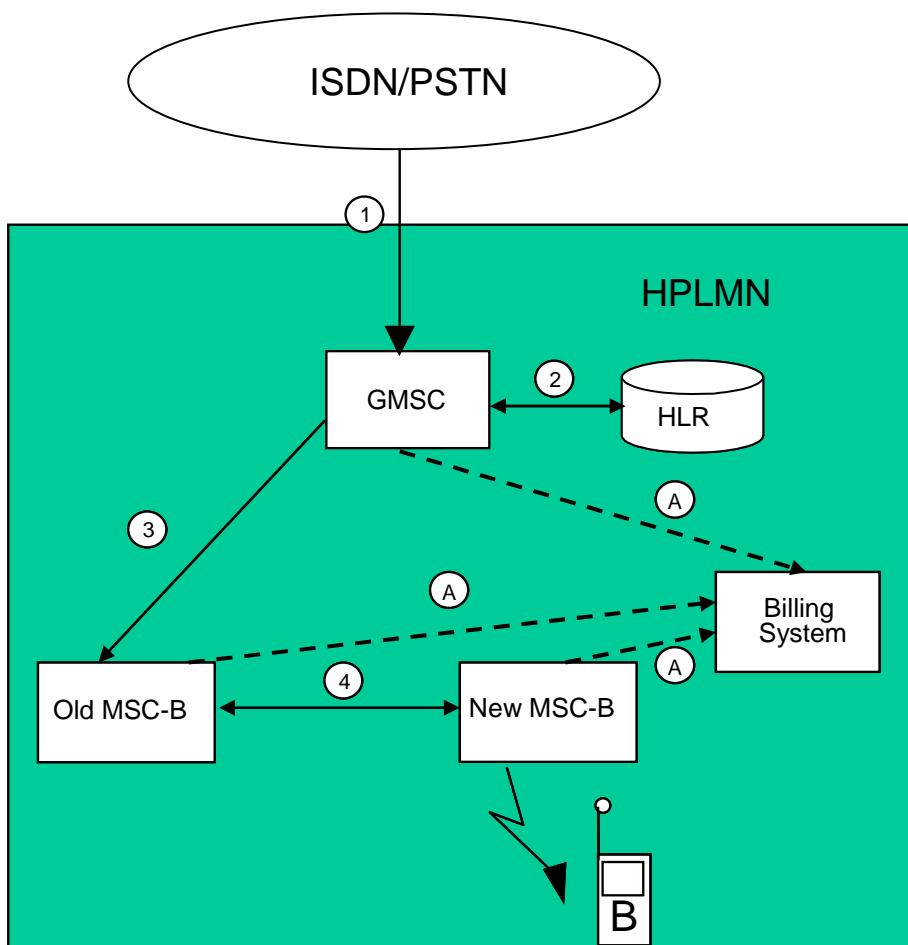 ISDN/PSTN
1
HPLMN
GMSC
2
HLR
3
A
A
Billing
System
Old MSC-B
4
New MSC-B
A
B